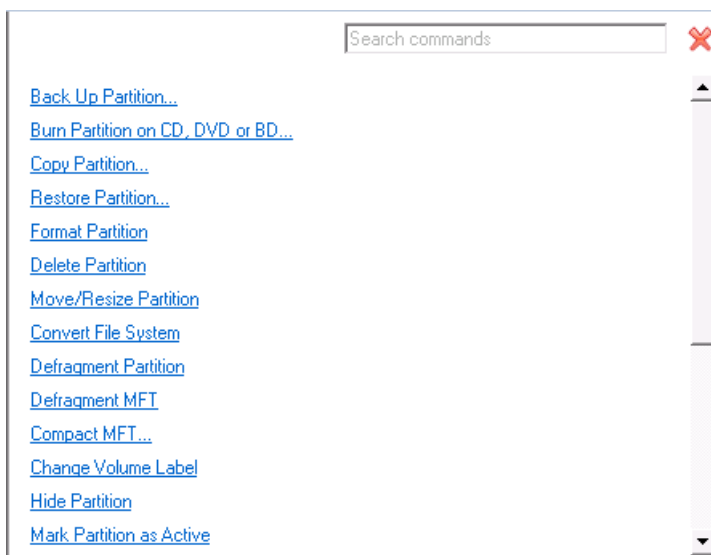 Search commands
Back Up Partition...
Burn Partition on CD, DVD or BD...
Copy Partition...
Restore Partition...
Format Partition
Delete Partition
Move/Resize Partition
Convert File System
Defragment Partition
Defragment MFT
Compact MFT...
Change Volume Label
Hide Partition
Mark Partition as Active